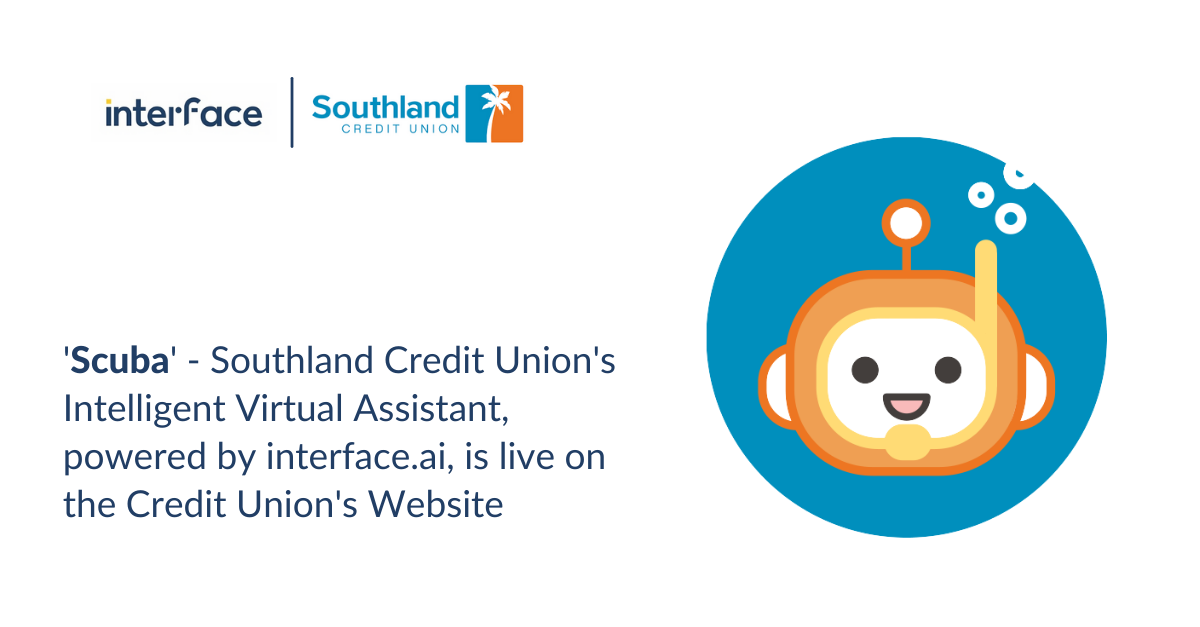 interface
Southland
CREDIT UNION
'Scuba' - Southland Credit Union's
Intelligent Virtual Assistant,
powered by interface.ai, is live on
the Credit Union's Website